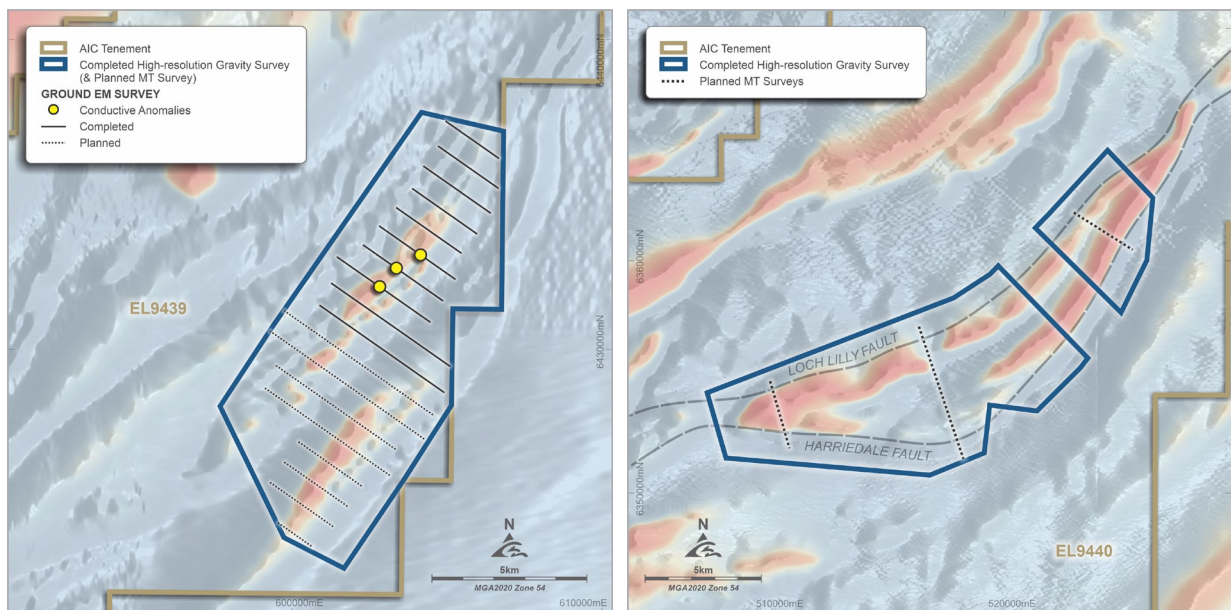 AIC Tenement
Completed High-resolution Gravity Survey
(& Planned MT Survey)
GROUND EM SURVEY
Conductive Anomalies
Completed
Planned
6440000mN
EL9439
6430000mN
N
5km
MGA2020 Zone 54
600000mE
610000mE
AIC Tenement
Completed High-resolution Gravity Survey
Planned MT Surveys
6360000mN
LOCH LILLY FAULT
HARRIEDALE FAULT
6350000mN
N
5km
MGA2020 Zone 54
EL9440
510000mE
520000mE